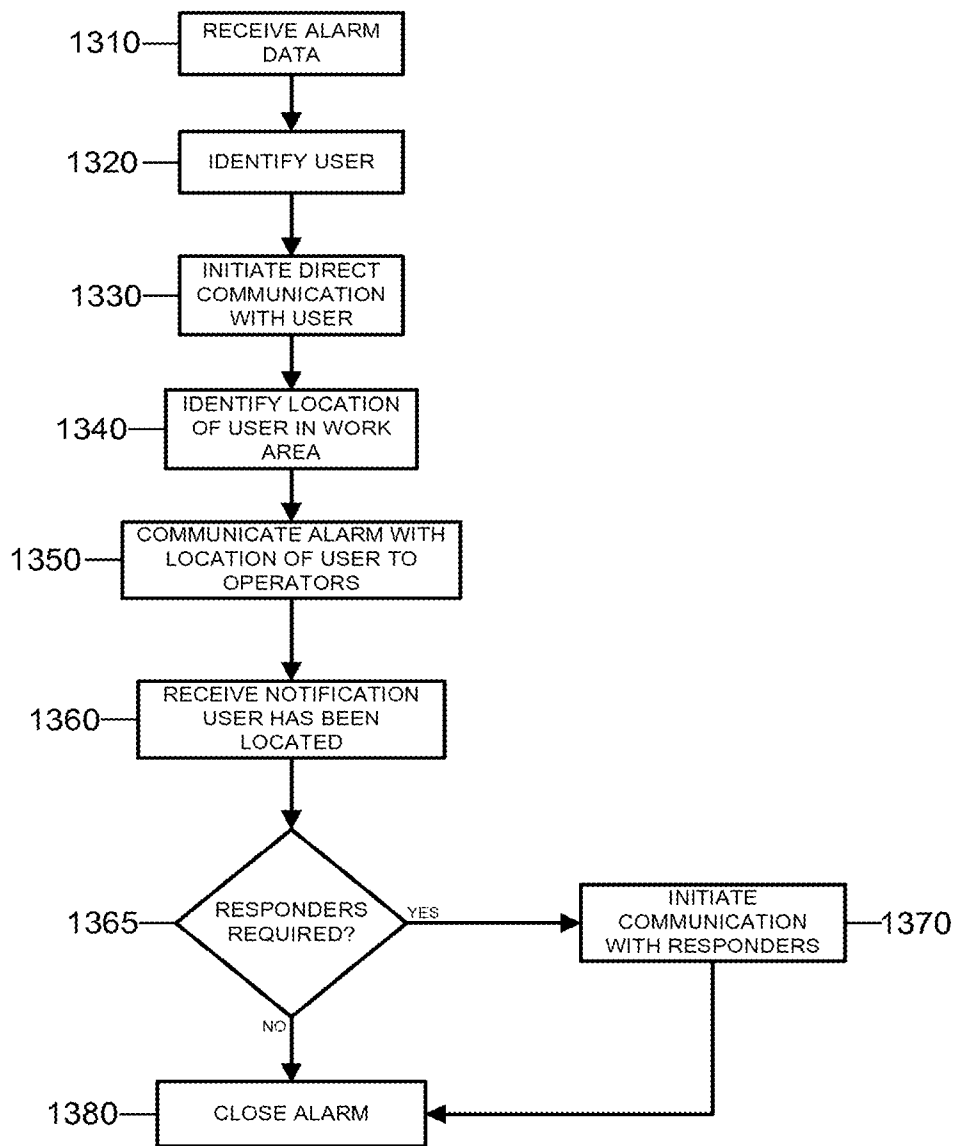 1310
RECEIVE ALARM
DATA
1320
IDENTIFY USER
1330
INITIATE DIRECT
COMMUNICATION
WITH USER
1340
IDENTIFY LOCATION
OF USER IN WORK
AREA
1350
COMMUNICATE ALARM WITH
LOCATION OF USER TO
OPERATORS
1360
RECEIVE NOTIFICATION
USER HAS BEEN
LOCATED
1365
RESPONDERS
REQUIRED?
YES
INITIATE
COMMUNICATION
WITH RESPONDERS
1370
NO
1380
CLOSE ALARM